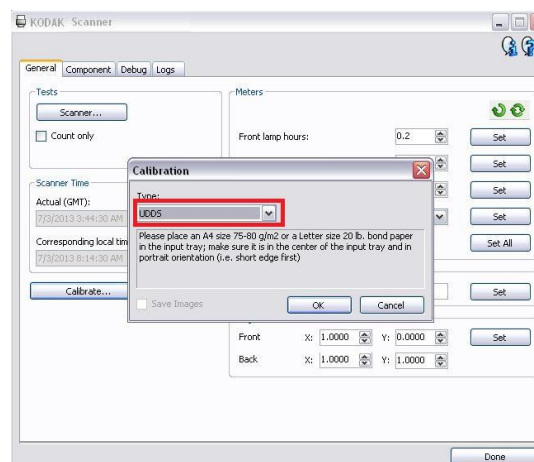 KODAK Scanner
General Component Debug Logs
Tests
Scanner...
Count only
Scanner Time
Actual (GMT):
7/3/2013 3:44:30 AM
Corresponding local tim
7/3/2013 8:14:30 AM
Calibrate...
Meters
Front lamp hours: 0.2 Set
Set
Set
Set
Set All
Set
Calibration
Type:
UDDS
Please place an A4 size 75-80 g/m2 or a Letter size 20 lb. bond paper
in the input tray; make sure it is in the center of the input tray and in
portrait orientation (i.e. short edge first)
Save Images OK Cancel
Front X: 1.0000 Y: 0.0000 Set
Back X: 1.0000 Y: 1.0000
Done